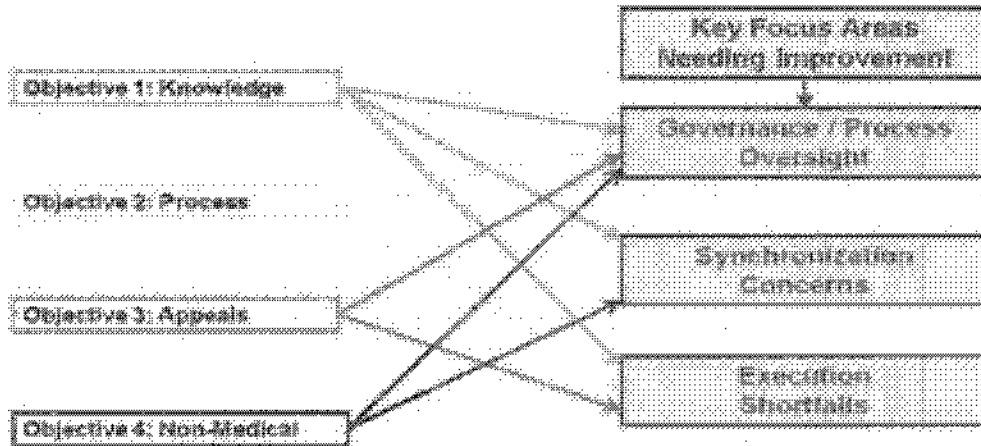 Key Focus Areas
Needing Improvement
Objective 1: Knowledge
Governance / Process
Oversight
Objective 2: Process
Synchronization
Concerns
Objective 3: Appeals
Execution
Shortfalls
Objective 4: Non-Medical